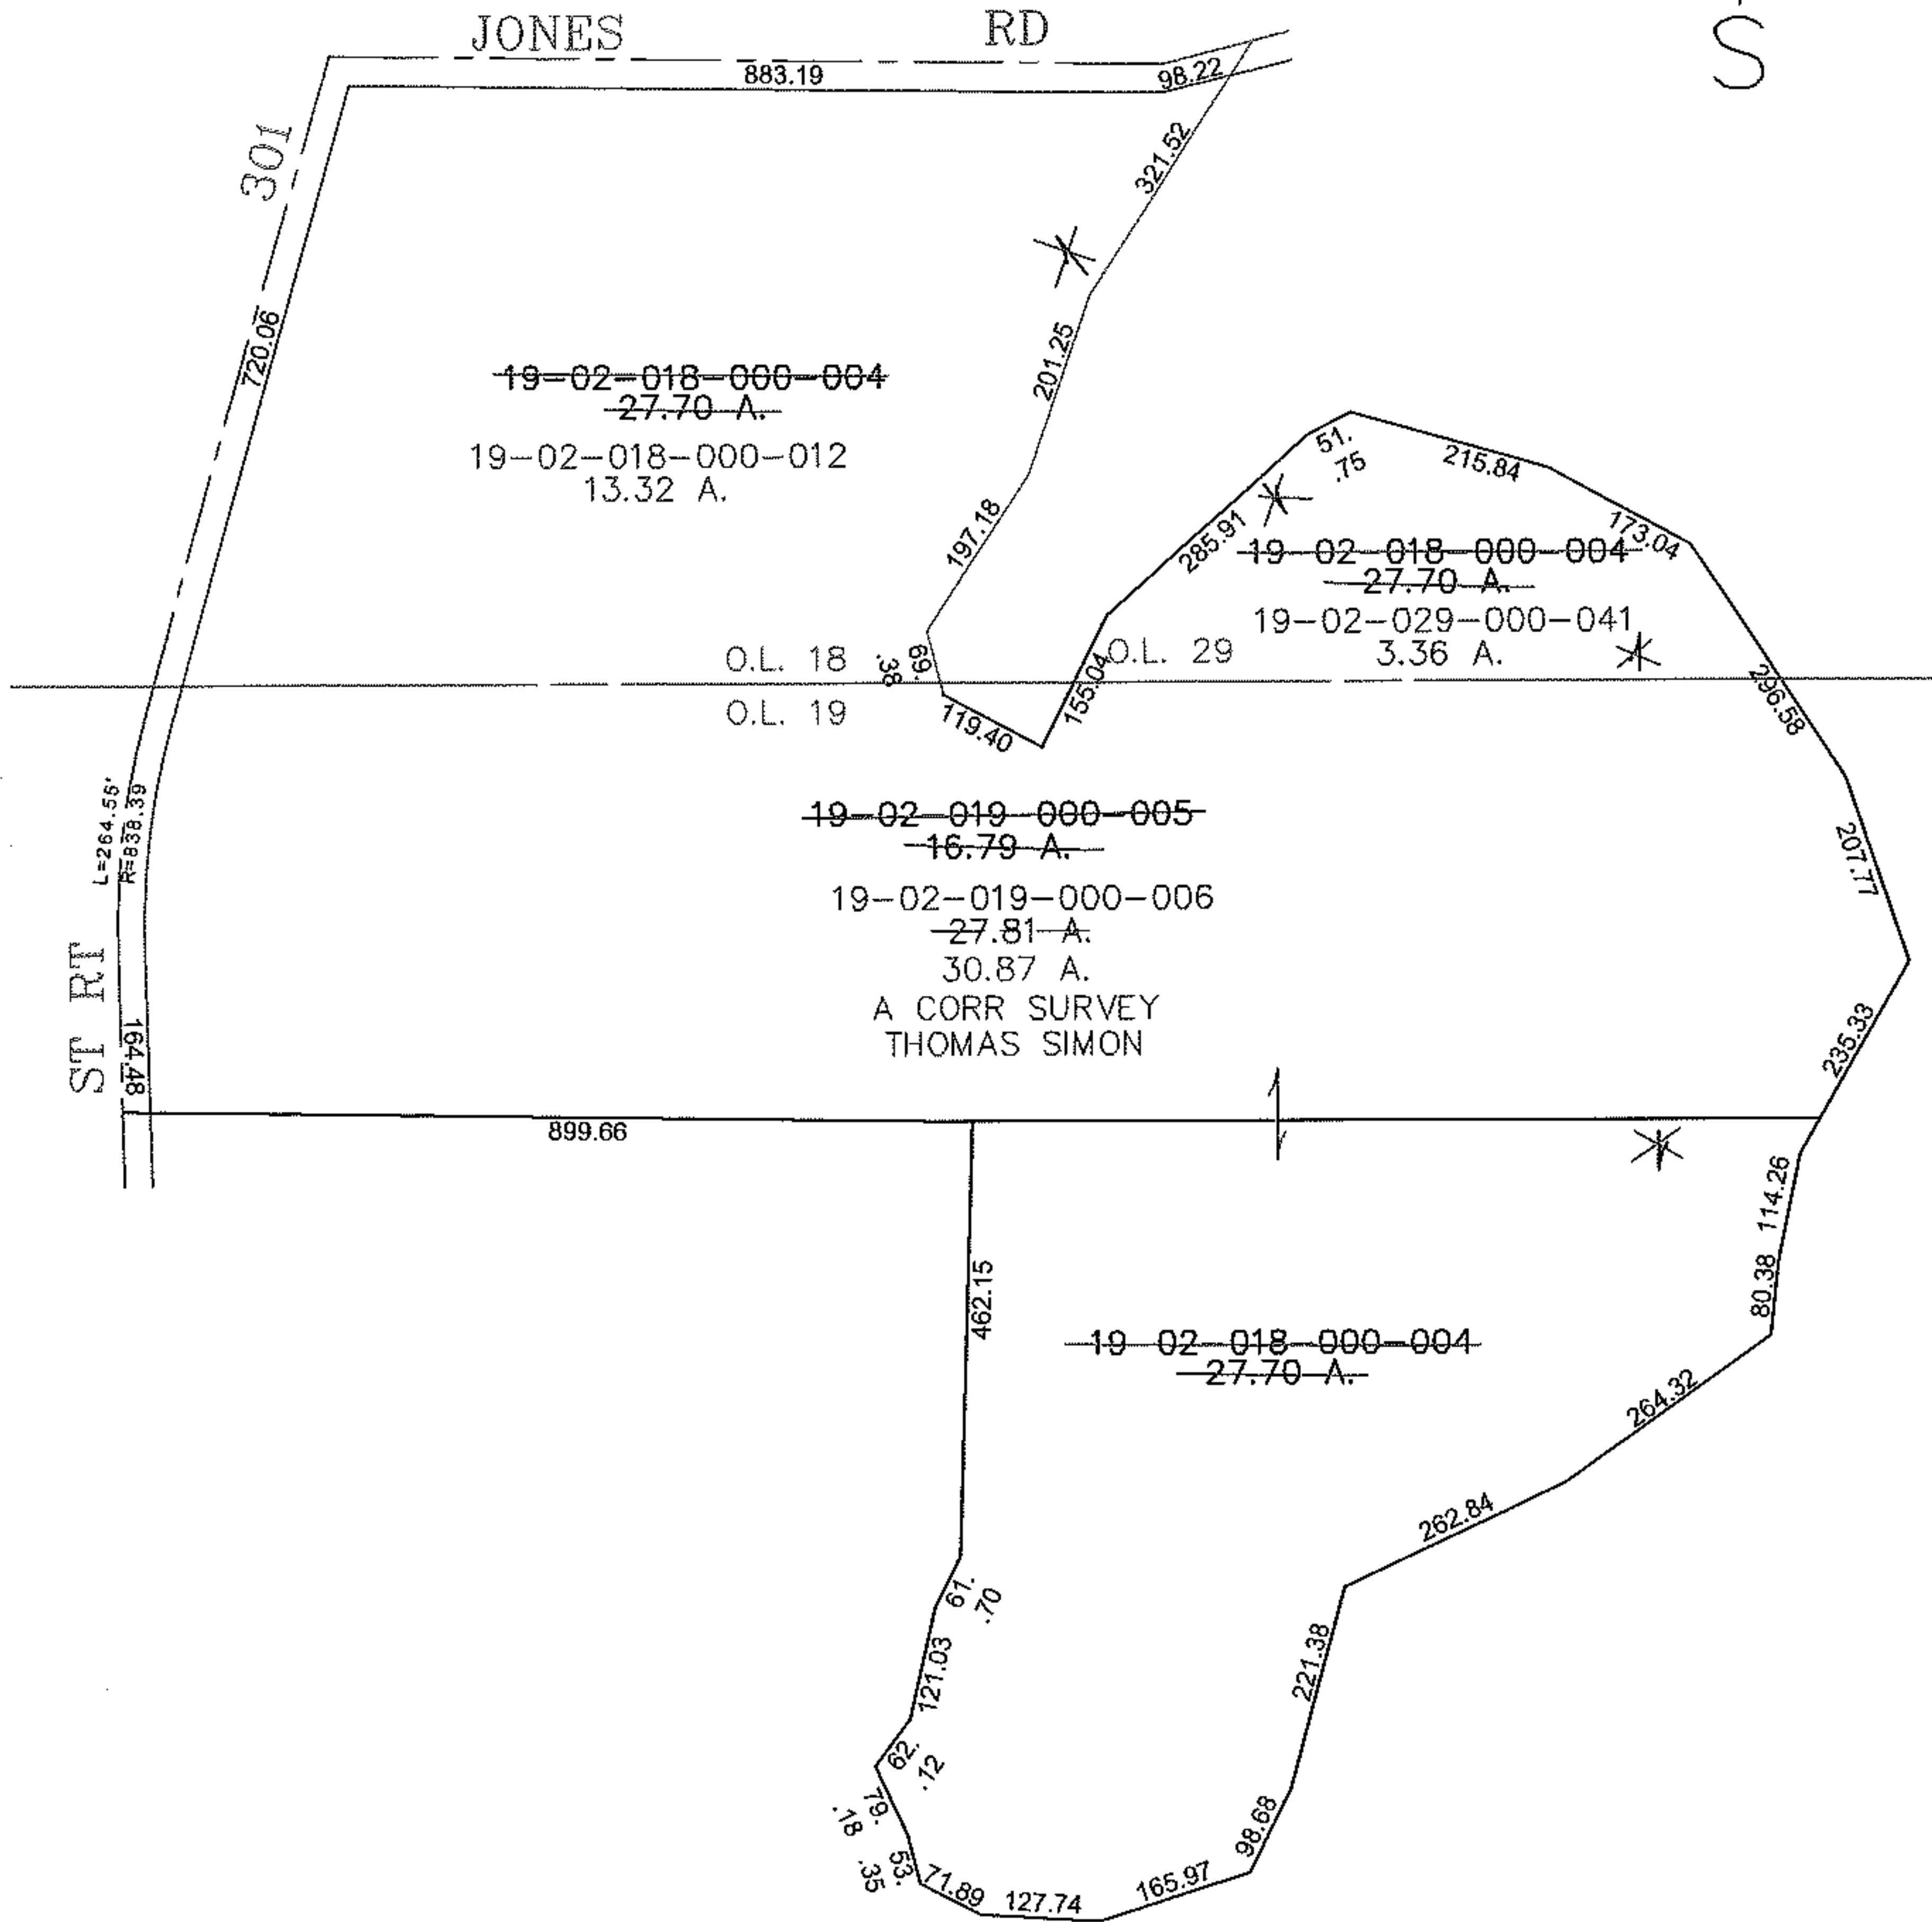 JONES RD
S
883.19
98.22
301
321.52
720.06
201.25
19-02-018-000-004
27.70 A.
19-02-018-000-012
13.32 A.
51.
.75
215.84
197.18
285.91
173.04
19-02-018-000-004
27.70 A.
19-02-029-000-041
3.36 A.
O.L. 18
69.
.38
O.L. 29
155.04
296.58
O.L. 19
119.40
L=264.55'
R=838.39
19-02-019-000-005
16.79 A.
19-02-019-000-006
27.81 A.
30.87 A.
A CORR SURVEY
THOMAS SIMON
207.77
ST RT
164.48
235.33
899.66
114.26
80.38
462.15
19-02-018-000-004
27.70 A.
264.32
262.84
61.
.70
121.03
221.38
62.
.12
79.
.18
53.
.35
71.89
127.74
165.97
98.68